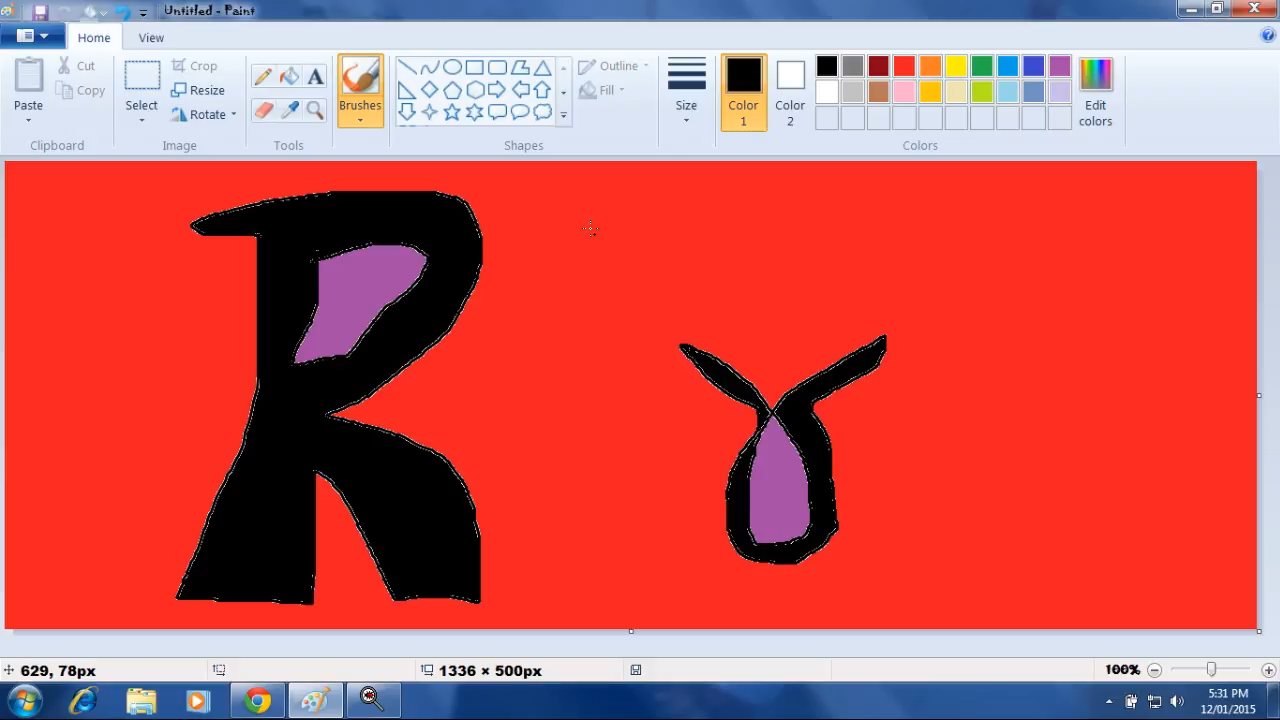 Untitled - Paint
Home View
Paste
Cut
Copy
Clipboard
Select
Crop
Resize
Rotate
Image
A
Tools
Brushes
Outline
Fill
Shapes
Size
Color 1
Color 2
Edit colors
Colors
R ɤ
629, 78px
1336 × 500px
100%
5:31 PM
12/01/2015